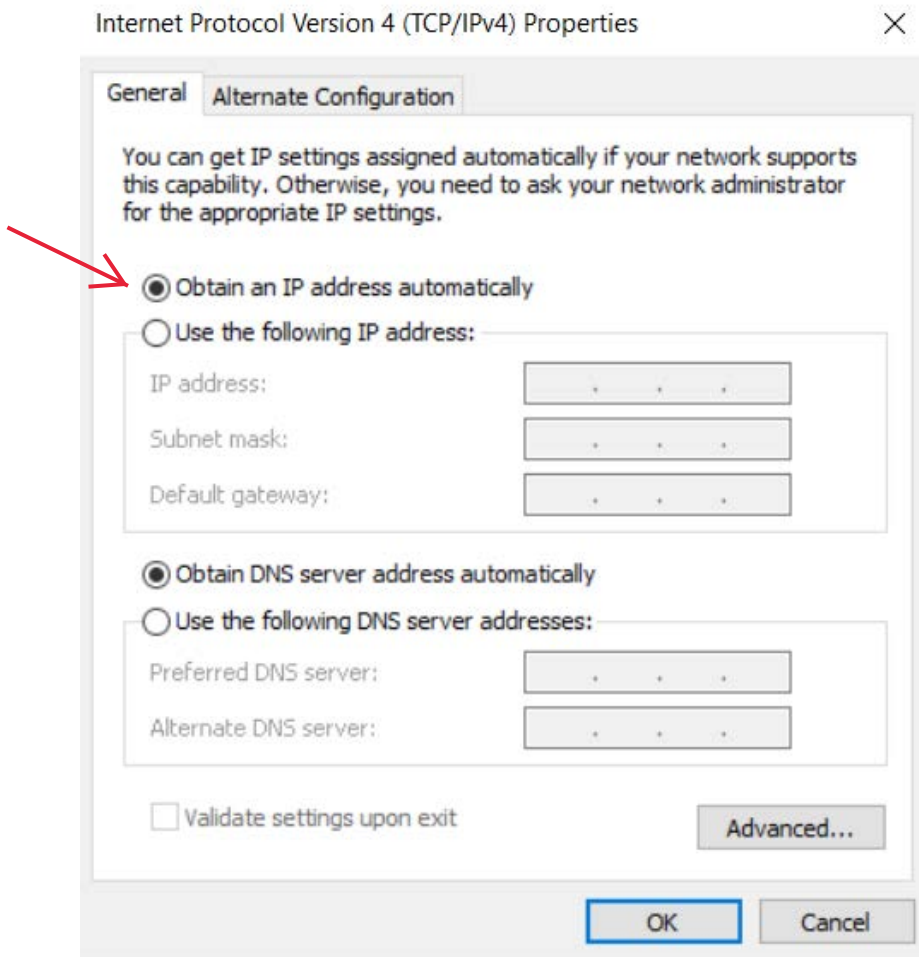 Internet Protocol Version 4 (TCP/IPv4) Properties
General
Alternate Configuration
You can get IP settings assigned automatically if your network supports
this capability. Otherwise, you need to ask your network administrator
for the appropriate IP settings.
Obtain an IP address automatically
Use the following IP address:
IP address:
Subnet mask:
Default gateway:
Obtain DNS server address automatically
Use the following DNS server addresses:
Preferred DNS server:
Alternate DNS server:
Validate settings upon exit
Advanced...
OK
Cancel